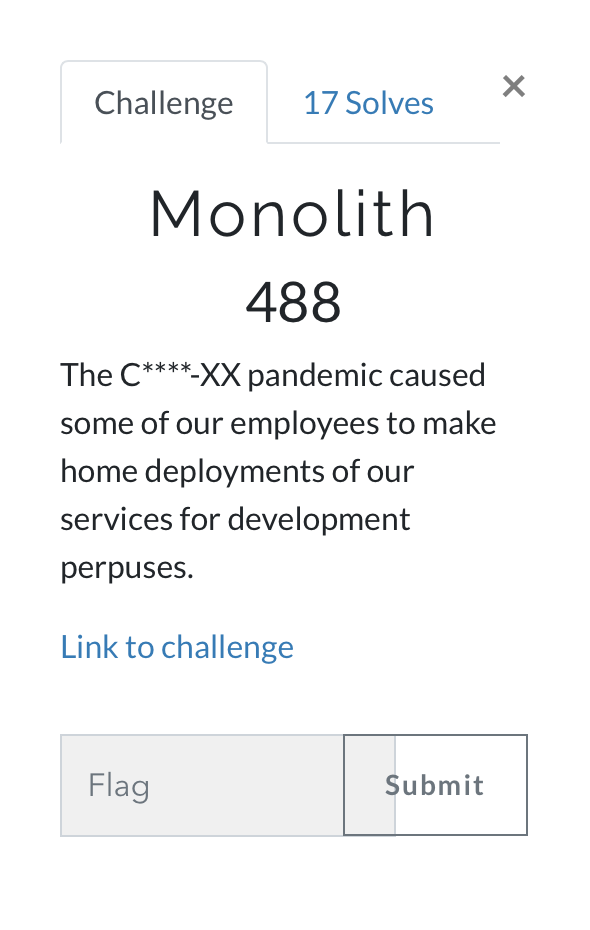 Challenge
17 Solves
×
Monolith
488
The C****-XX pandemic caused
some of our employees to make
home deployments of our
services for development
perpuses.
Link to challenge
Flag
Submit